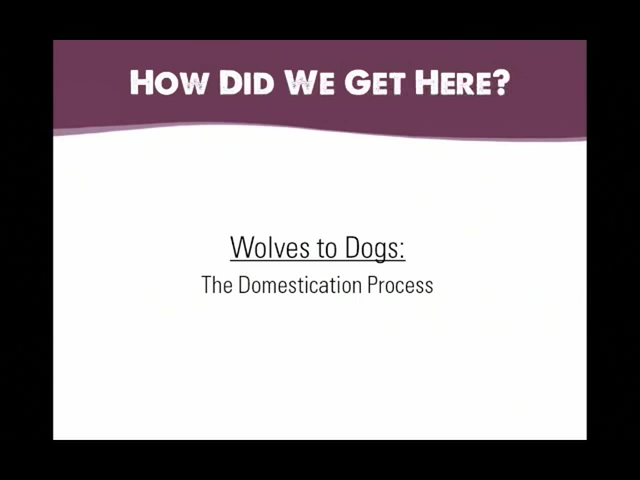 How Did We Get Here?
Wolves to Dogs:
The Domestication Process